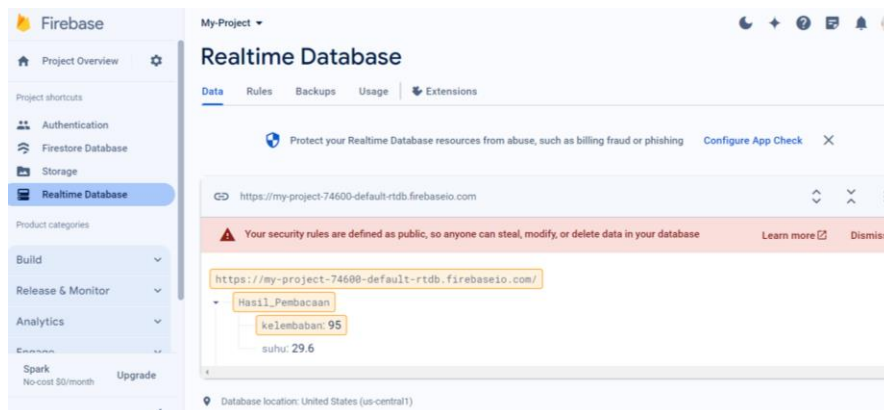 Firebase
My-Project
Realtime Database
Project Overview
Data Rules Backups Usage Extensions
Project shortcuts
Authentication
Firestore Database
Storage
Realtime Database
Protect your Realtime Database resources from abuse, such as billing fraud or phishing Configure App Check
https://my-project-74600-default-rtdb.firebaseio.com
Your security rules are defined as public, so anyone can steal, modify, or delete data in your database Learn more Dismiss
Product categories
Build
Release & Monitor
Analytics
Engage
https://my-project-74600-default-rtdb.firebaseio.com/
Hasil_Pembacaan
kelembaban: 95
suhu: 29.6
Spark
No-cost $0/month
Upgrade
Database location: United States (us-central1)